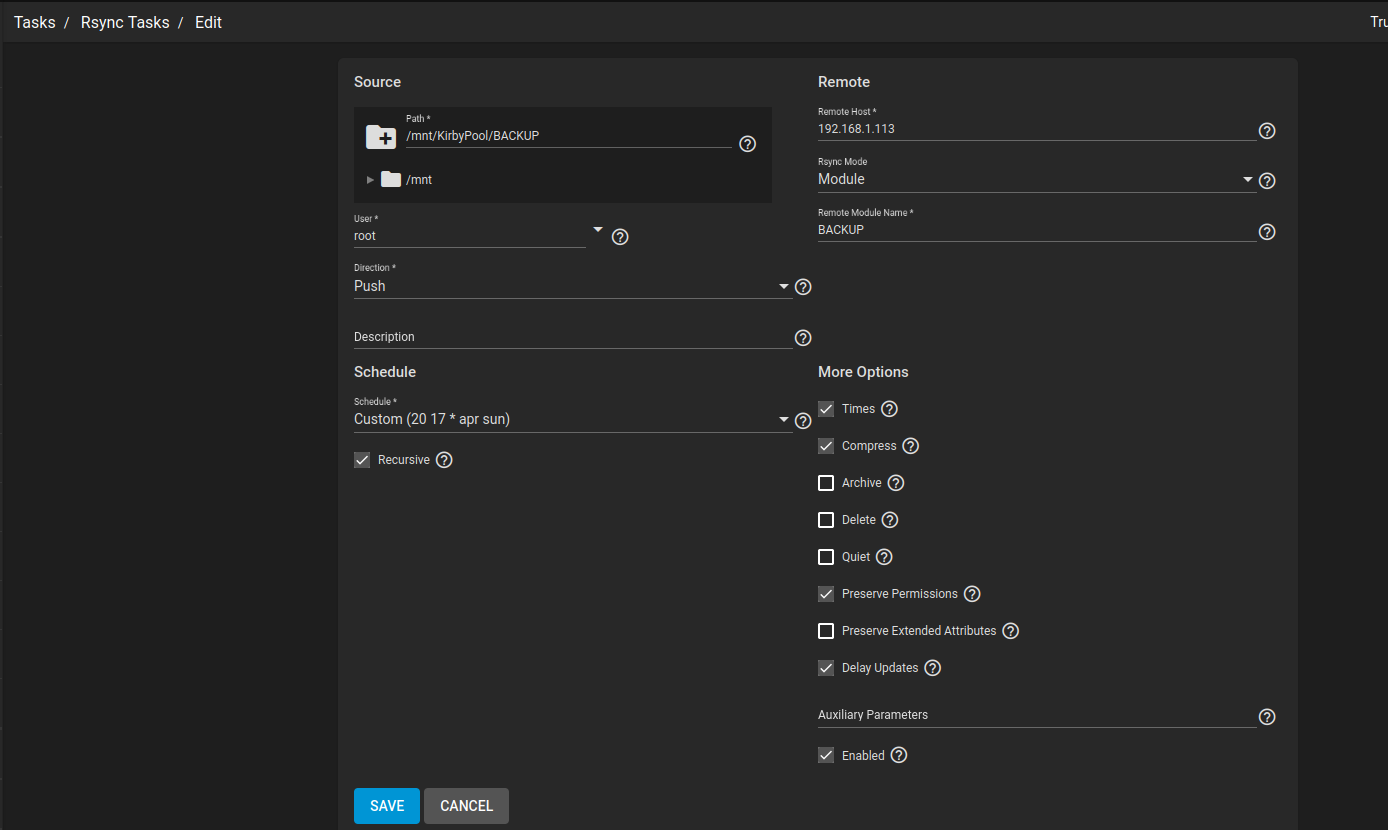 Tasks / Rsync Tasks / Edit
Source
Path *
/mnt/KirbyPool/BACKUP
/mnt
User *
root
Direction *
Push
Description
Schedule
Schedule *
Custom (20 17 * apr sun)
Recursive
Remote
Remote Host *
192.168.1.113
Rsync Mode
Module
Remote Module Name *
BACKUP
More Options
Times
Compress
Archive
Delete
Quiet
Preserve Permissions
Preserve Extended Attributes
Delay Updates
Auxiliary Parameters
Enabled
SAVE CANCEL